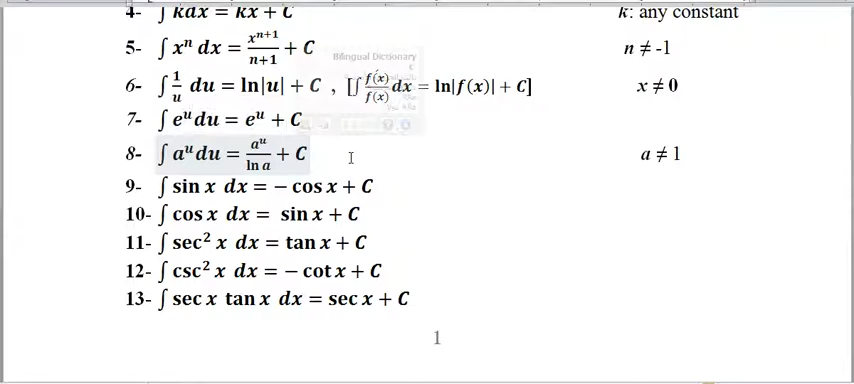 4- ∫ kdx = kx + C k: any constant
5- ∫ xⁿ dx = xⁿ⁺¹/n+1 + C n ≠ -1
6- ∫ 1/u du = ln|u| + C , [∫ f́(x)/f(x) dx = ln|f(x)| + C] x ≠ 0
Bilingual Dictionary
7- ∫ eᵘ du = eᵘ + C
8- ∫ aᵘ du = aᵘ/ln a + C a ≠ 1
9- ∫ sin x dx = − cos x + C
10- ∫ cos x dx = sin x + C
11- ∫ sec² x dx = tan x + C
12- ∫ csc² x dx = − cot x + C
13- ∫ sec x tan x dx = sec x + C
1